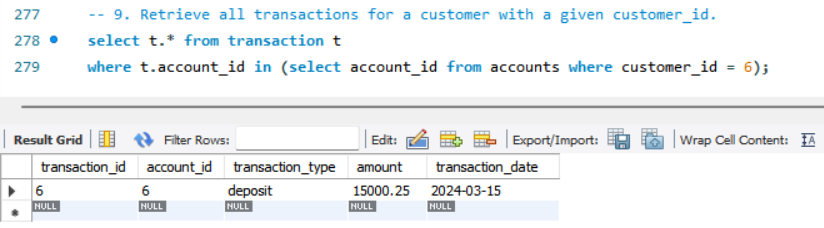 277 -- 9. Retrieve all transactions for a customer with a given customer_id.
278 select t.* from transaction t
279 where t.account_id in (select account_id from accounts where customer_id = 6);
Result Grid Filter Rows: Edit: Export/Import: Wrap Cell Content: IA
transaction_id account_id transaction_type amount transaction_date
6 6 deposit 15000.25 2024-03-15
NULL NULL NULL NULL NULL